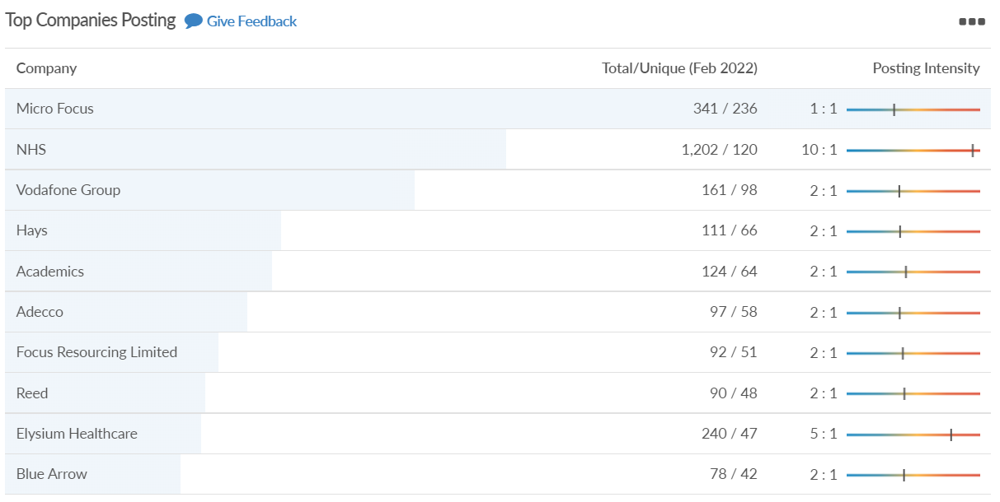 Top Companies Posting Give Feedback
Company Total/Unique (Feb 2022) Posting Intensity
Micro Focus 341 / 236 1 : 1
NHS 1,202 / 120 10 : 1
Vodafone Group 161 / 98 2 : 1
Hays 111 / 66 2 : 1
Academics 124 / 64 2 : 1
Adecco 97 / 58 2 : 1
Focus Resourcing Limited 92 / 51 2 : 1
Reed 90 / 48 2 : 1
Elysium Healthcare 240 / 47 5 : 1
Blue Arrow 78 / 42 2 : 1